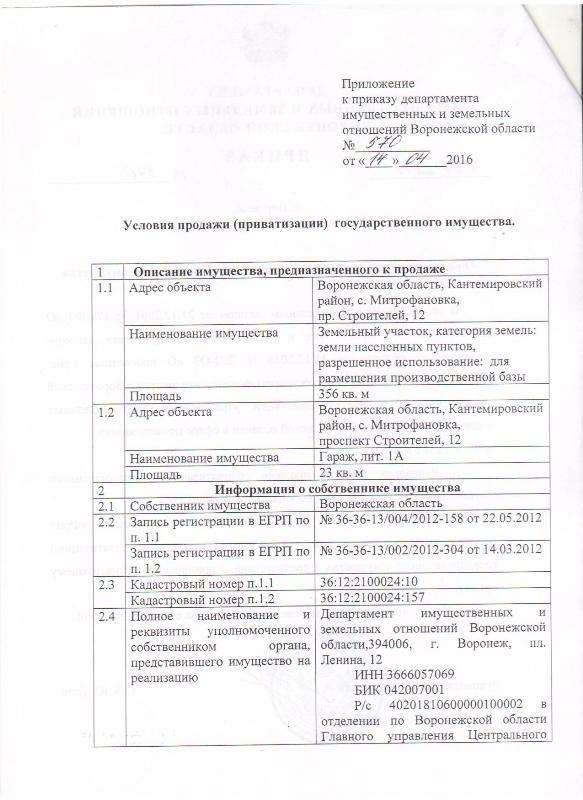 Приложение
к приказу департамента
имущественных и земельных
отношений Воронежской области
№ 570
от «14» 04 2016
Условия продажи (приватизации) государственного имущества.
1 Описание имущества, предназначенного к продаже
1.1 Адрес объекта Воронежская область, Кантемировский
район, с. Митрофановка,
пр. Строителей, 12
Наименование имущества Земельный участок, категория земель:
земли населенных пунктов,
разрешенное использование: для
размещения производственной базы
Площадь 356 кв. м
1.2 Адрес объекта Воронежская область, Кантемировский
район, с. Митрофановка,
проспект Строителей, 12
Наименование имущества Гараж, лит. 1А
Площадь 23 кв. м
2 Информация о собственнике имущества
2.1 Собственник имущества Воронежская область
2.2 Запись регистрации в ЕГРП по № 36-36-13/004/2012-158 от 22.05.2012
п. 1.1
Запись регистрации в ЕГРП по № 36-36-13/002/2012-304 от 14.03.2012
п. 1.2
2.3 Кадастровый номер п.1.1 36:12:2100024:10
Кадастровый номер п.1.2 36:12:2100024:157
2.4 Полное наименование и Департамент имущественных и
реквизиты уполномоченного земельных отношений Воронежской
собственником органа, области,394006, г. Воронеж, пл.
представившего имущество на Ленина, 12
реализацию ИНН 3666057069
БИК 042007001
Р/с 40201810600000100002 в
отделении по Воронежской области
Главного управления Центрального